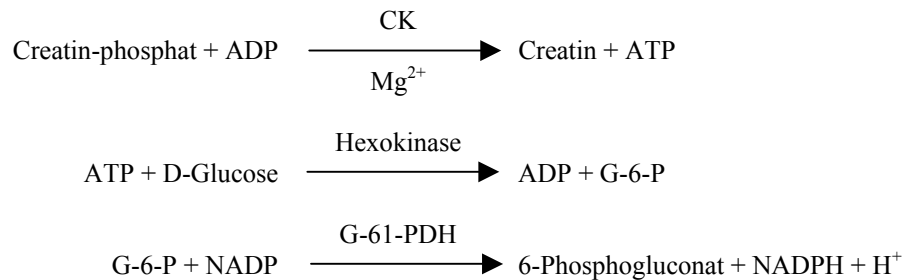 CK
Creatin-phosphat + ADP → Creatin + ATP
Mg²⁺
Hexokinase
ATP + D-Glucose → ADP + G-6-P
G-61-PDH
G-6-P + NADP → 6-Phosphogluconat + NADPH + H⁺